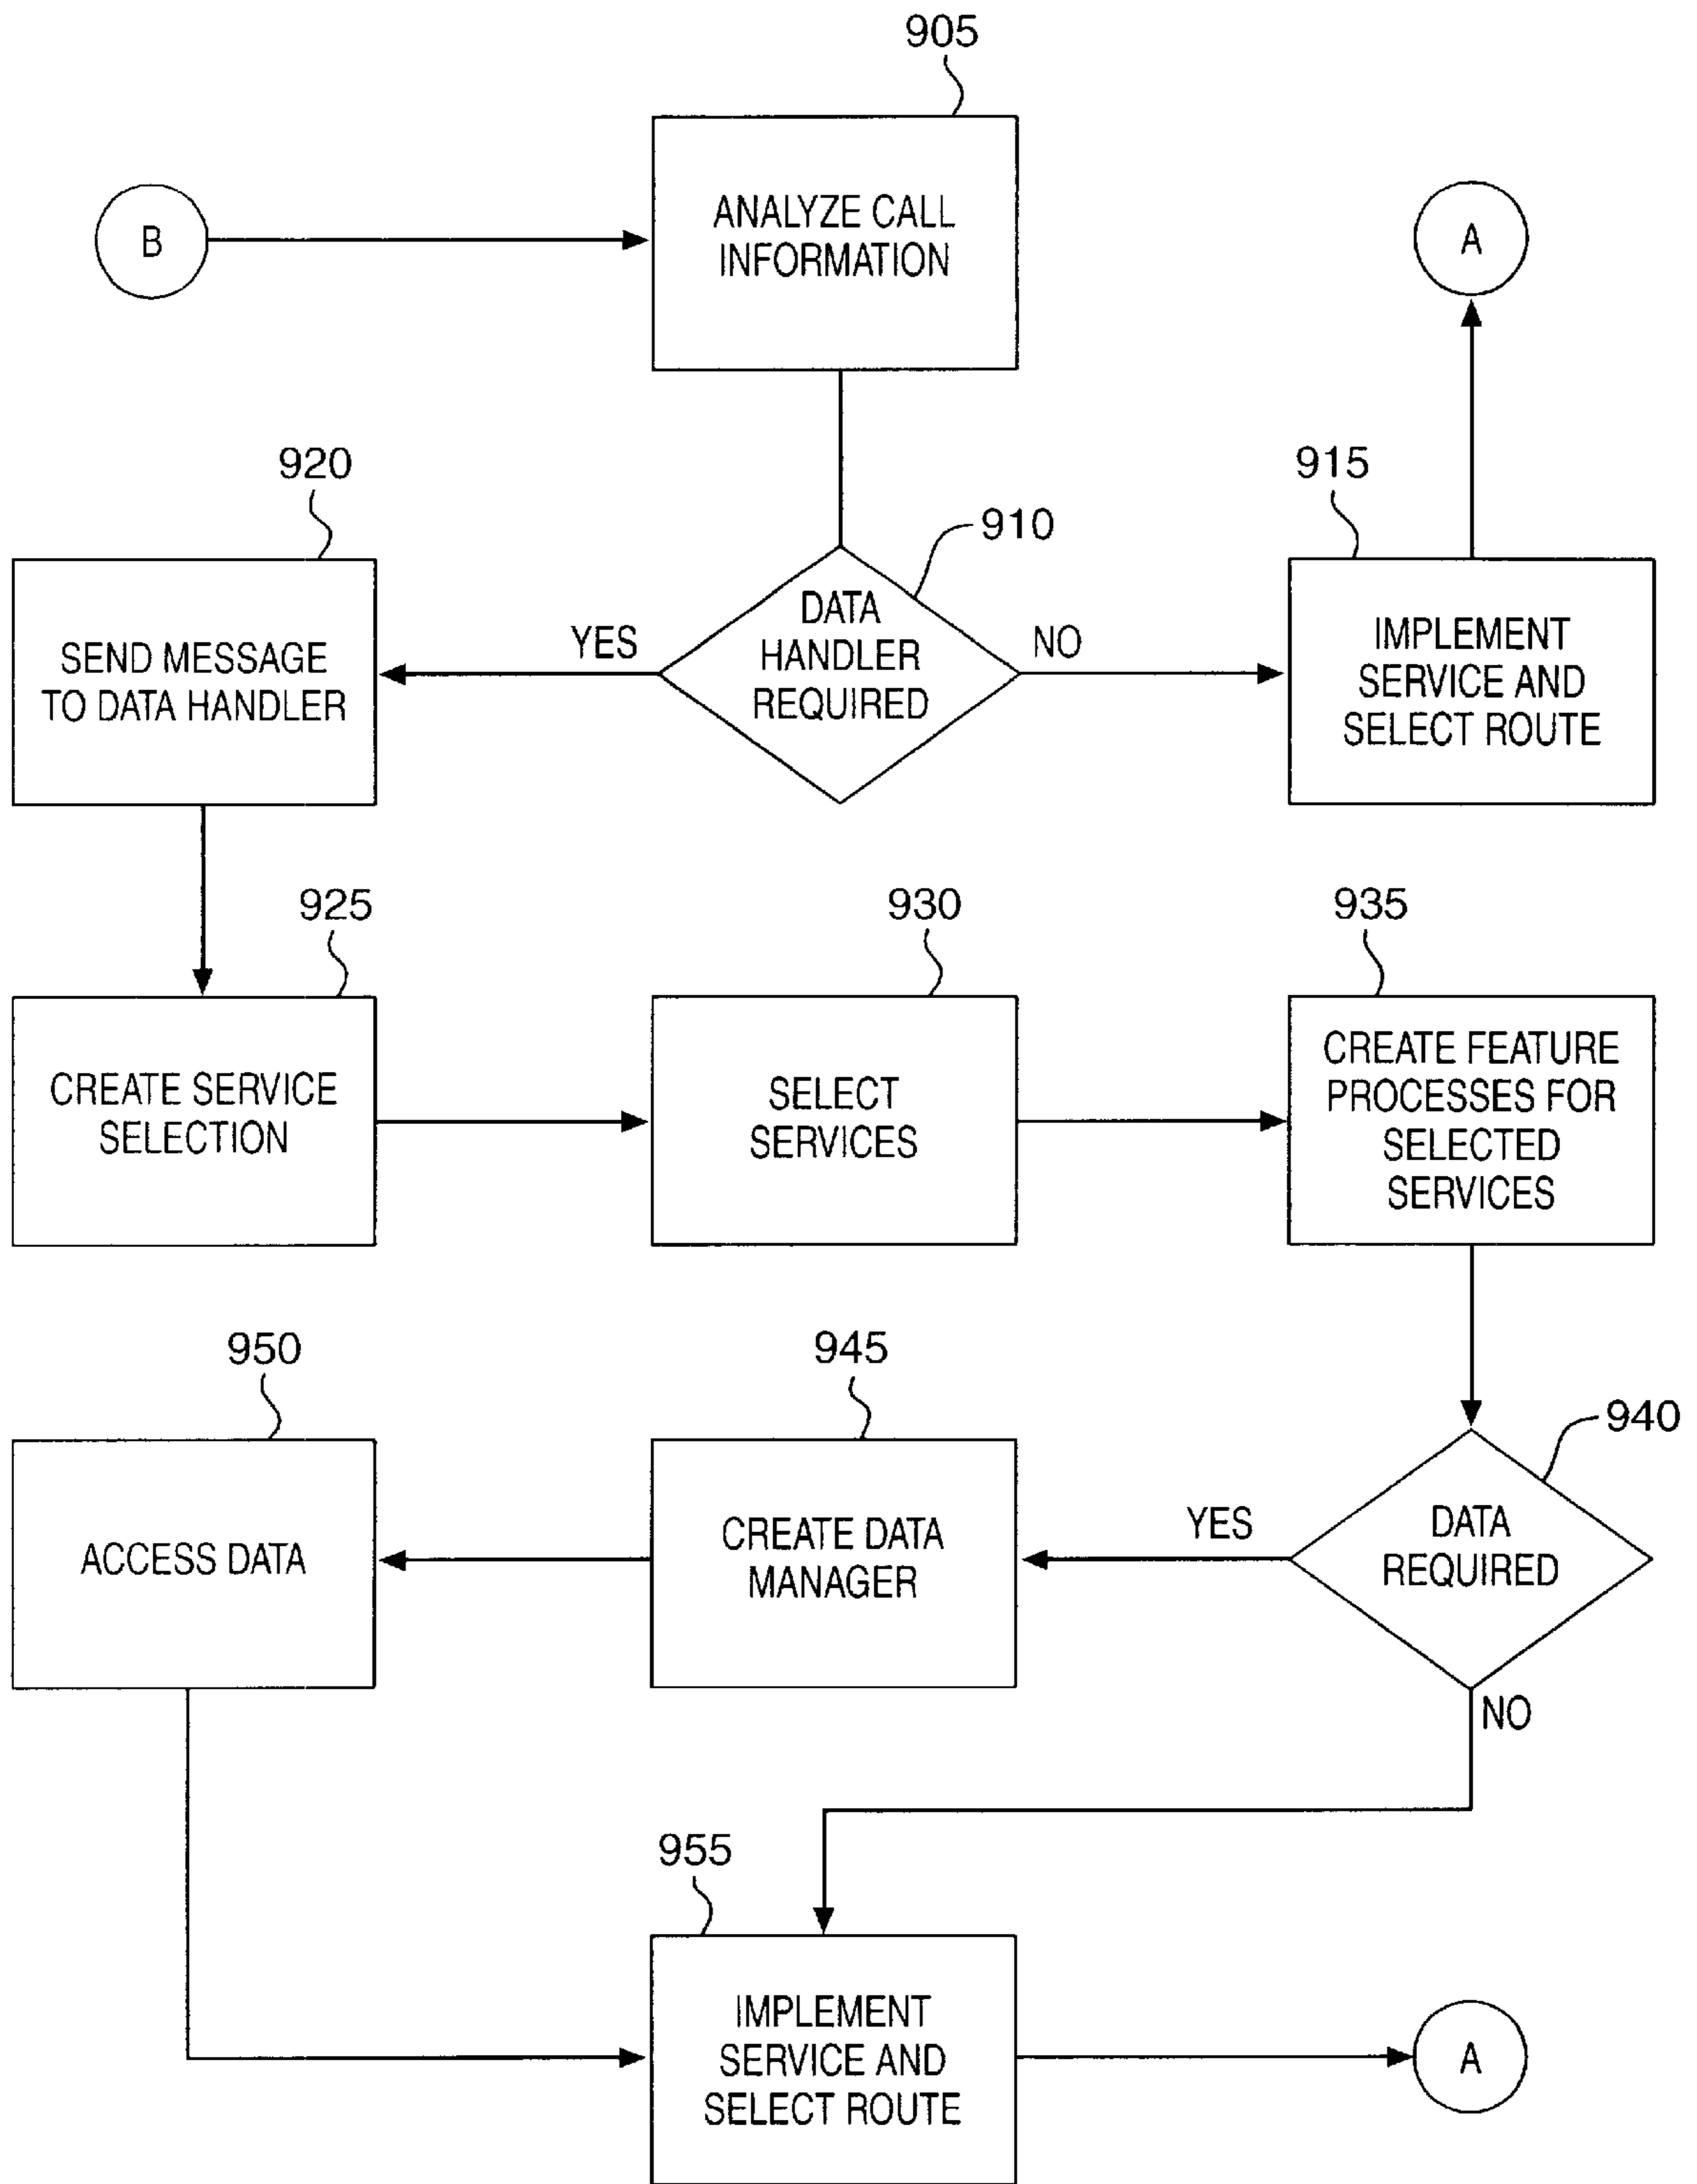 905
B
ANALYZE CALL
INFORMATION
A
920
910
915
SEND MESSAGE
TO DATA HANDLER
YES
DATA
HANDLER
REQUIRED
NO
IMPLEMENT
SERVICE AND
SELECT ROUTE
925
930
935
CREATE SERVICE
SELECTION
SELECT
SERVICES
CREATE FEATURE
PROCESSES FOR
SELECTED
SERVICES
950
945
940
ACCESS DATA
CREATE DATA
MANAGER
YES
DATA
REQUIRED
NO
955
IMPLEMENT
SERVICE AND
SELECT ROUTE
A